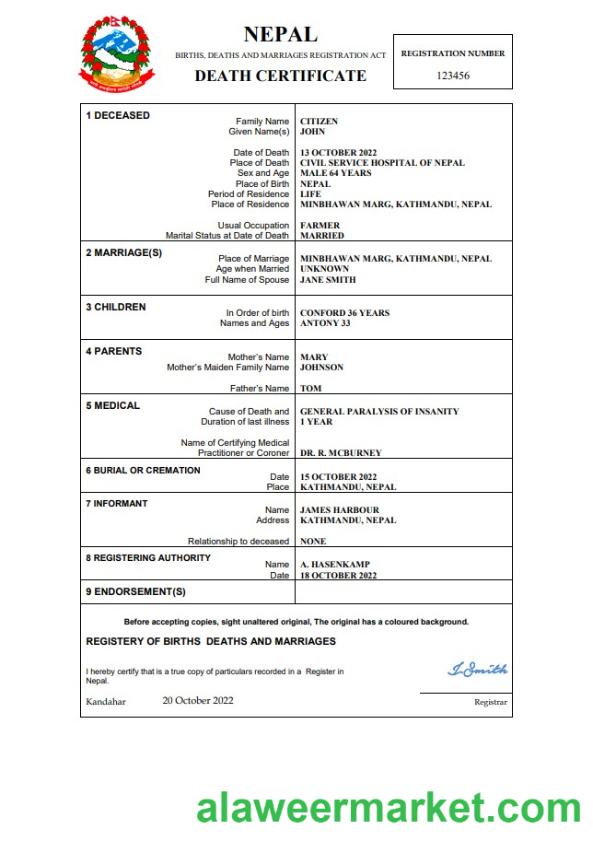 NEPAL
BIRTHS, DEATHS AND MARRIAGES REGISTRATION ACT
DEATH CERTIFICATE
REGISTRATION NUMBER
123456
1 DECEASED
Family Name CITIZEN
Given Name(s) JOHN
Date of Death 13 OCTOBER 2022
Place of Death CIVIL SERVICE HOSPITAL OF NEPAL
Sex and Age MALE 64 YEARS
Place of Birth NEPAL
Period of Residence LIFE
Place of Residence MINBHAWAN MARG, KATHMANDU, NEPAL
Usual Occupation FARMER
Marital Status at Date of Death MARRIED
2 MARRIAGE(S)
Place of Marriage MINBHAWAN MARG, KATHMANDU, NEPAL
Age when Married UNKNOWN
Full Name of Spouse JANE SMITH
3 CHILDREN
In Order of birth CONFORD 36 YEARS
Names and Ages ANTONY 33
4 PARENTS
Mother's Name MARY
Mother's Maiden Family Name JOHNSON
Father's Name TOM
5 MEDICAL
Cause of Death and GENERAL PARALYSIS OF INSANITY
Duration of last illness 1 YEAR
Name of Certifying Medical
Practitioner or Coroner DR. R. MCBURNEY
6 BURIAL OR CREMATION
Date 15 OCTOBER 2022
Place KATHMANDU, NEPAL
7 INFORMANT
Name JAMES HARBOUR
Address KATHMANDU, NEPAL
Relationship to deceased NONE
8 REGISTERING AUTHORITY
Name A. HASENKAMP
Date 18 OCTOBER 2022
9 ENDORSEMENT(S)
Before accepting copies, sight unaltered original, The original has a coloured background.
REGISTERY OF BIRTHS DEATHS AND MARRIAGES
I hereby certify that is a true copy of particulars recorded in a Register in
Nepal.
Smith
Kandahar 20 October 2022
Registrar
alaweermarket.com